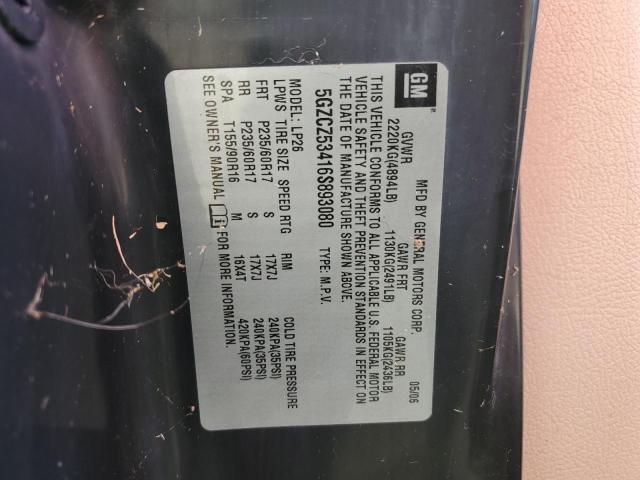 GM
MFD BY GENERAL MOTORS CORP. 05/06
GVWR GAWR FRT GAWR RR
2220KG(4894LB) 1130KG(2491LB) 1105KG(2436LB)
THIS VEHICLE CONFORMS TO ALL APPLICABLE U.S. FEDERAL MOTOR
VEHICLE SAFETY AND THEFT PREVENTION STANDARDS IN EFFECT ON
THE DATE OF MANUFACTURE SHOWN ABOVE.
5GZCZ53416S893080 TYPE: M.P.V.
MODEL: LP26
LPWS TIRE SIZE SPEED RTG RIM COLD TIRE PRESSURE
FRT P235/60R17 S 17X7J 240KPA(35PSI)
RR P235/60R17 S 17X7J 240KPA(35PSI)
SPA T155/90R16 M 16X4T 420KPA(60PSI)
SEE OWNER'S MANUAL FOR MORE INFORMATION.